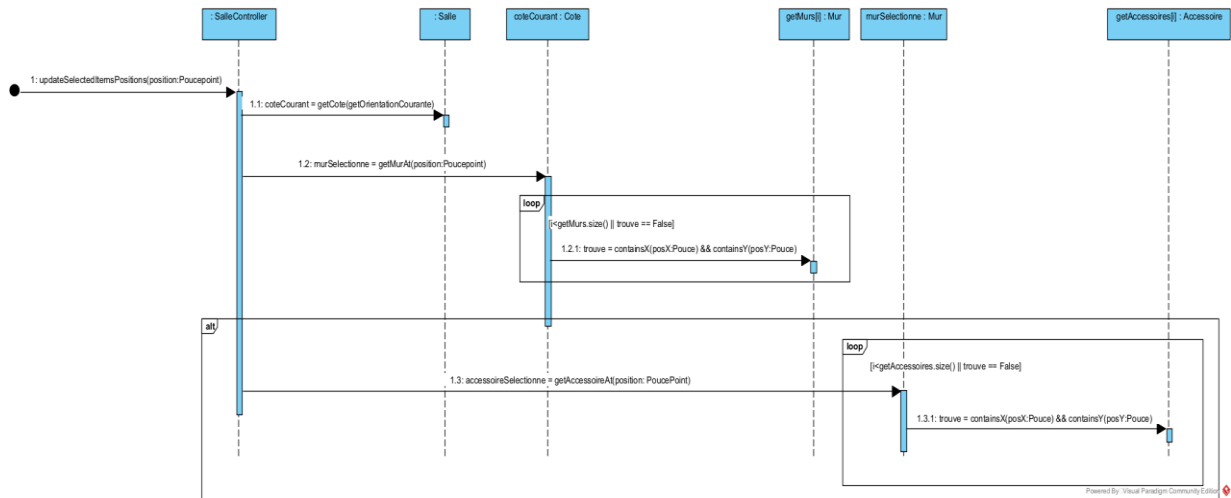 : SalleController
: Salle
coteCourant : Cote
getMurs[i] : Mur
murSelectionne : Mur
getAccessoires[i] : Accessoire
1: updateSelectedItemsPositions(position:Poucepoint)
1.1: coteCourant = getCote(getOrientationCourante)
1.2: murSelectionne = getMurAt(position:Poucepoint)
loop
[i<getMurs.size() || trouve == False]
1.2.1: trouve = containsX(posX:Pouce) && containsY(posY:Pouce)
alt
loop
[i<getAccessoires.size() || trouve == False]
1.3: accessoireSelectionne = getAccessoireAt(position: PoucePoint)
1.3.1: trouve = containsX(posX:Pouce) && containsY(posY:Pouce)
Powered By: Visual Paradigm Community Edition